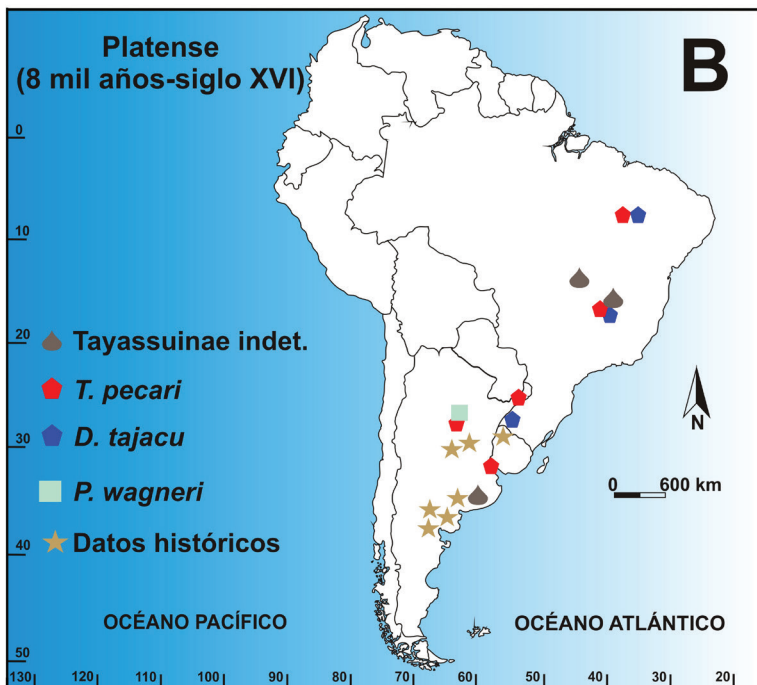 Platense
(8 mil años-siglo XVI)
B
0
10
20
30
40
50
Tayassuinae indet.
T. pecari
D. tajacu
P. wagneri
Datos históricos
N
0 600 km
OCÉANO PACÍFICO
OCÉANO ATLÁNTICO
130 120 110 100 90 80 70 60 50 40 30 20